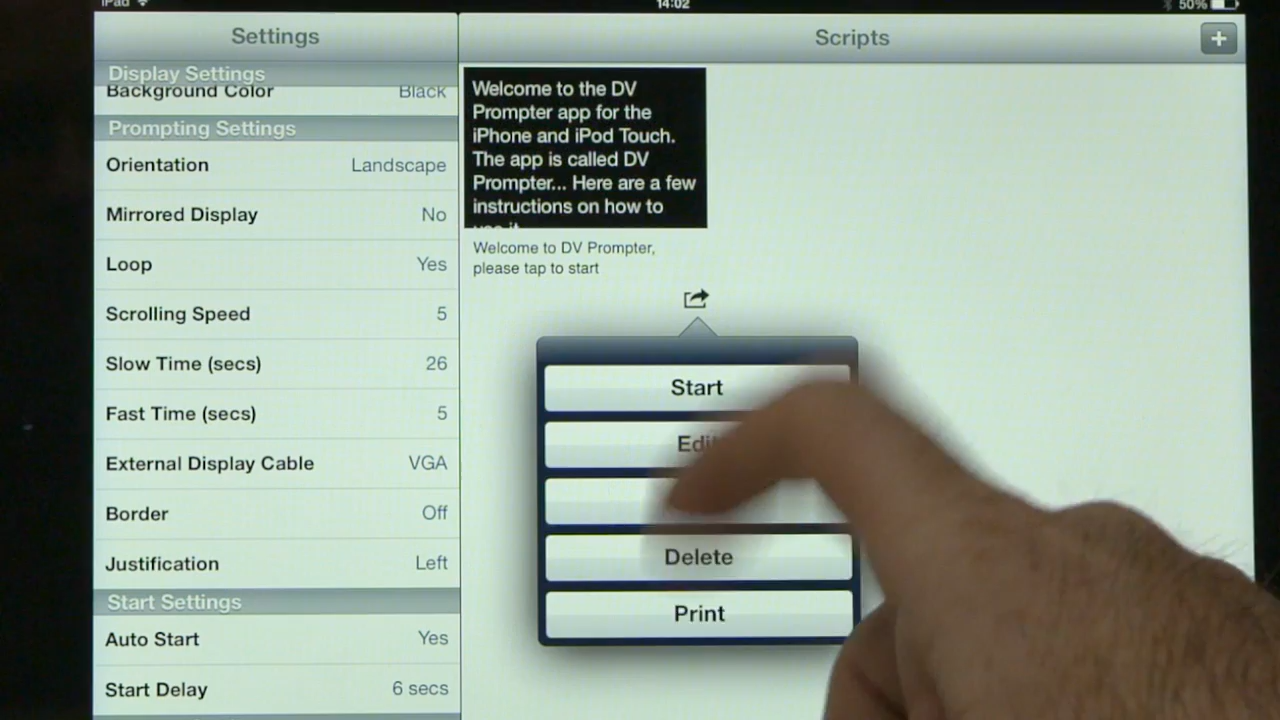 iPad
14:02
50%
Settings
Scripts
+
Display Settings
Background Color Black
Prompting Settings
Orientation Landscape
Mirrored Display No
Loop Yes
Scrolling Speed 5
Slow Time (secs) 26
Fast Time (secs) 5
External Display Cable VGA
Border Off
Justification Left
Start Settings
Auto Start Yes
Start Delay 6 secs
Welcome to the DV
Prompter app for the
iPhone and iPod Touch.
The app is called DV
Prompter... Here are a few
instructions on how to
use it
Welcome to DV Prompter,
please tap to start
Start
Edit
Delete
Print